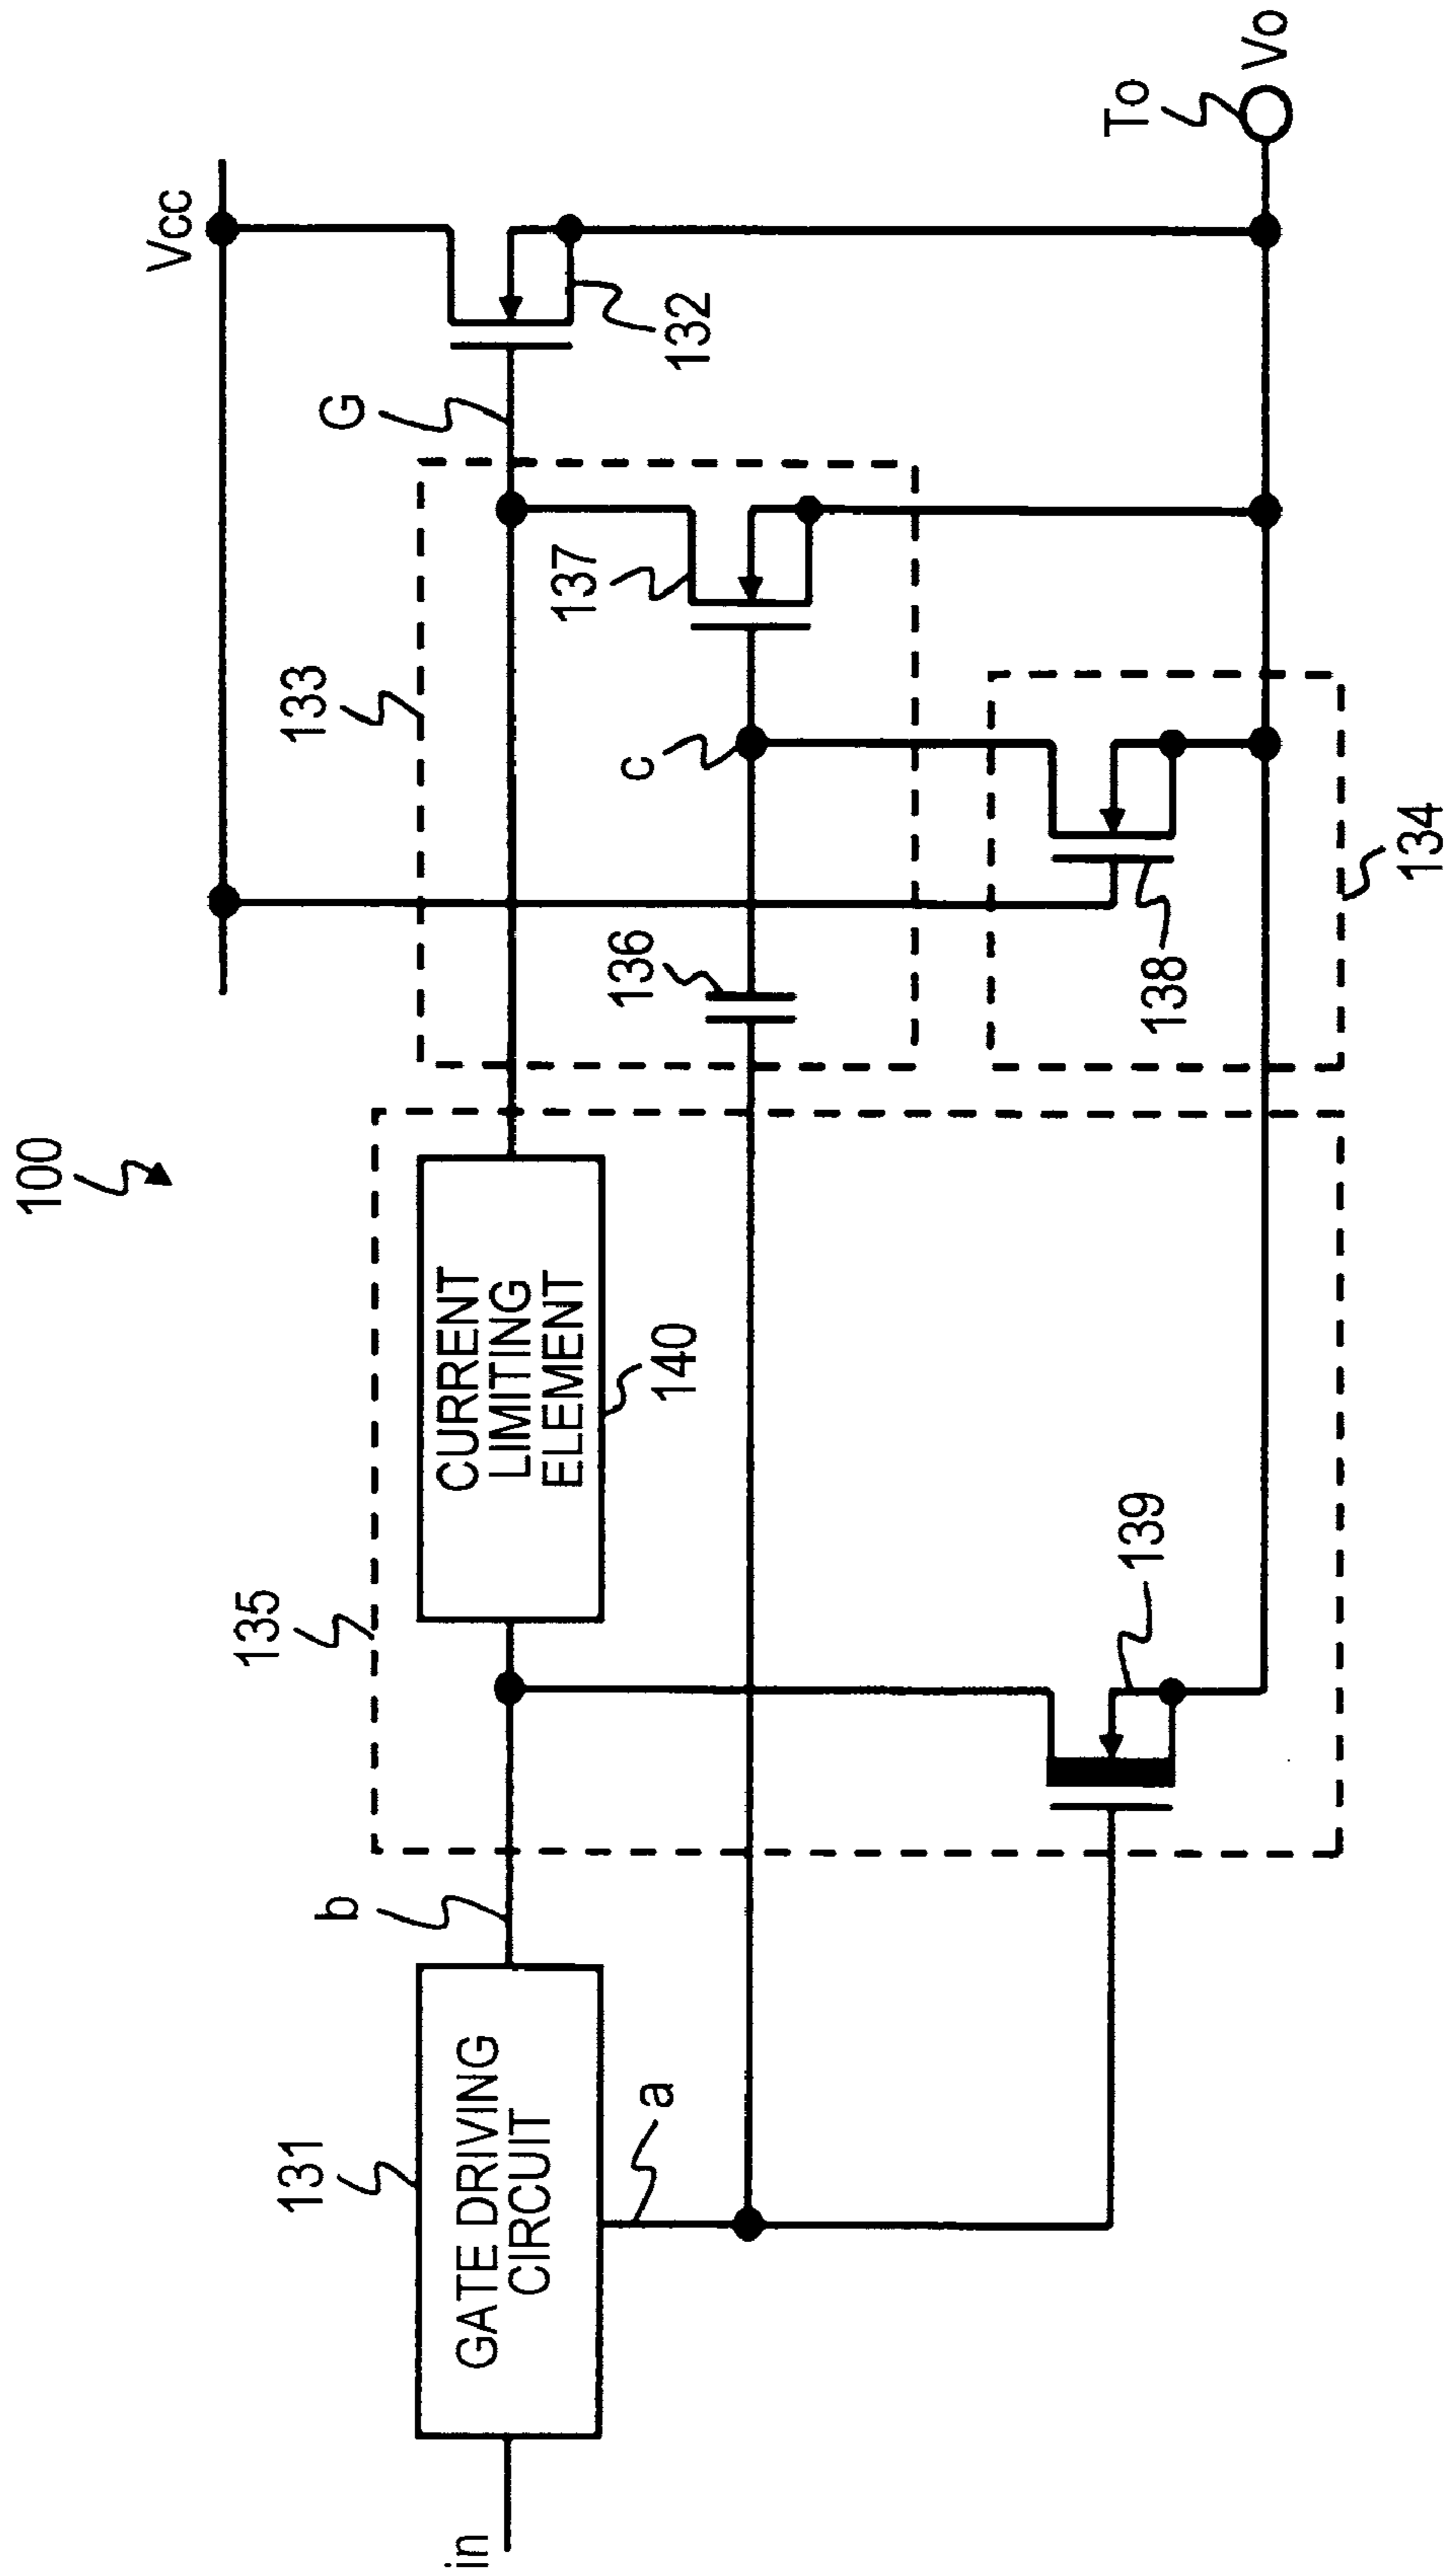 100
Vcc
To
Vo
G
132
133
137
c
136
138
134
135
CURRENT
LIMITING
ELEMENT
140
139
b
131
GATE DRIVING
CIRCUIT
a
in